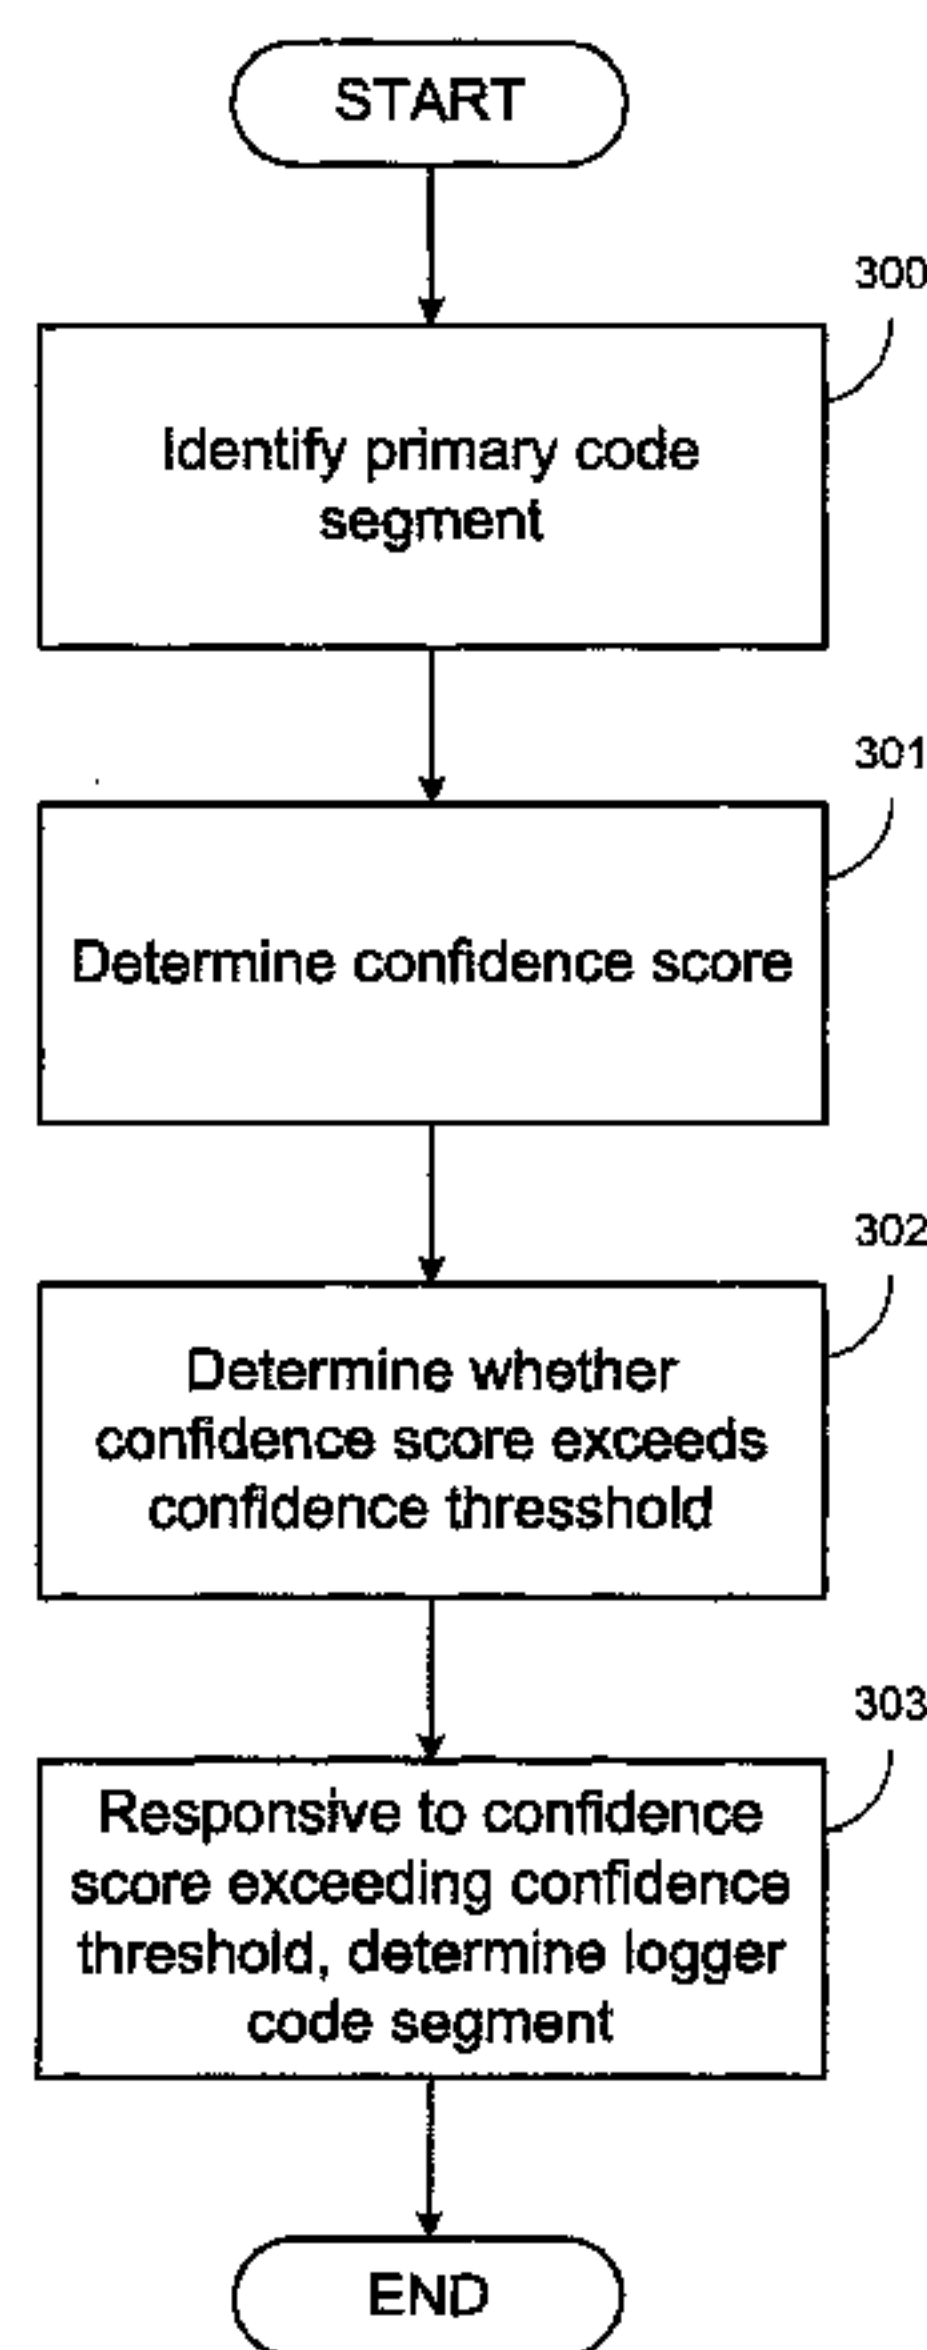 START
300
Identify primary code
segment
301
Determine confidence score
302
Determine whether
confidence score exceeds
confidence thresshold
303
Responsive to confidence
score exceeding confidence
threshold, determine logger
code segment
END